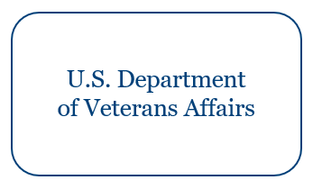 U.S. Department
of Veterans Affairs